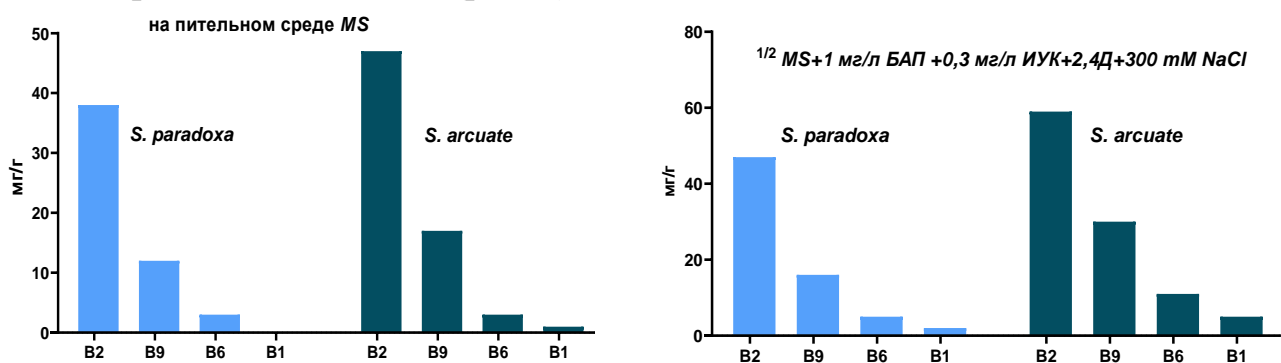 на пительном среде MS
50
40
30
20
10
0
мг/г
S. paradoxa
S. arcuate
B2 B9 B6 B1 B2 B9 B6 B1
80
60
40
20
0
мг/г
1/2 MS+1 мг/л БАП +0,3 мг/л ИУК+2,4Д+300 mM NaCl
S. paradoxa
S. arcuate
B2 B9 B6 B1 B2 B9 B6 B1